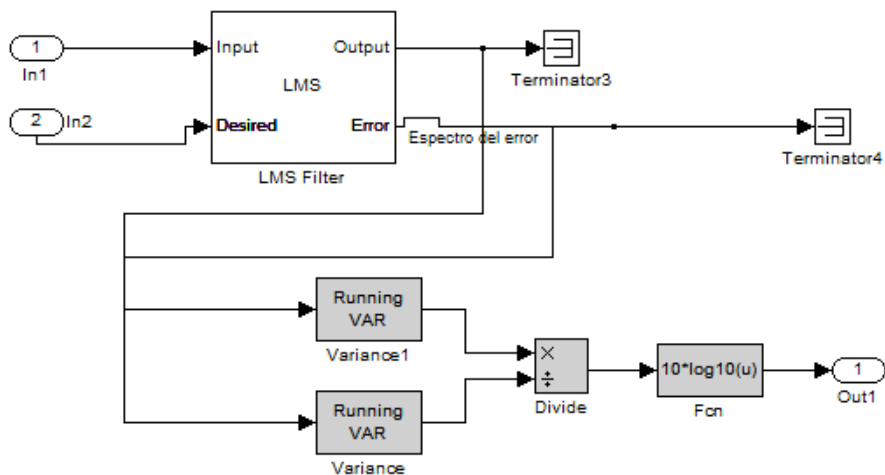 1
In1
2
In2
Input
Output
LMS
Desired
Error
LMS Filter
Espectro del error
Terminator3
Terminator4
Running
VAR
Variance1
Running
VAR
Variance
×
÷
Divide
10*log10(u)
Fcn
1
Out1